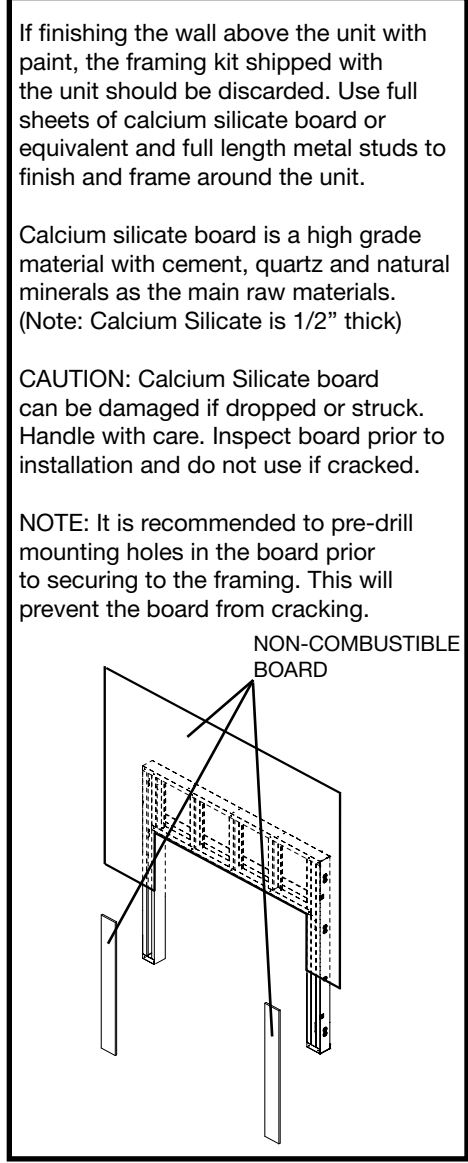 If finishing the wall above the unit with
paint, the framing kit shipped with
the unit should be discarded. Use full
sheets of calcium silicate board or
equivalent and full length metal studs to
finish and frame around the unit.
Calcium silicate board is a high grade
material with cement, quartz and natural
minerals as the main raw materials.
(Note: Calcium Silicate is 1/2” thick)
CAUTION: Calcium Silicate board
can be damaged if dropped or struck.
Handle with care. Inspect board prior to
installation and do not use if cracked.
NOTE: It is recommended to pre-drill
mounting holes in the board prior
to securing to the framing. This will
prevent the board from cracking.
NON-COMBUSTIBLE
BOARD